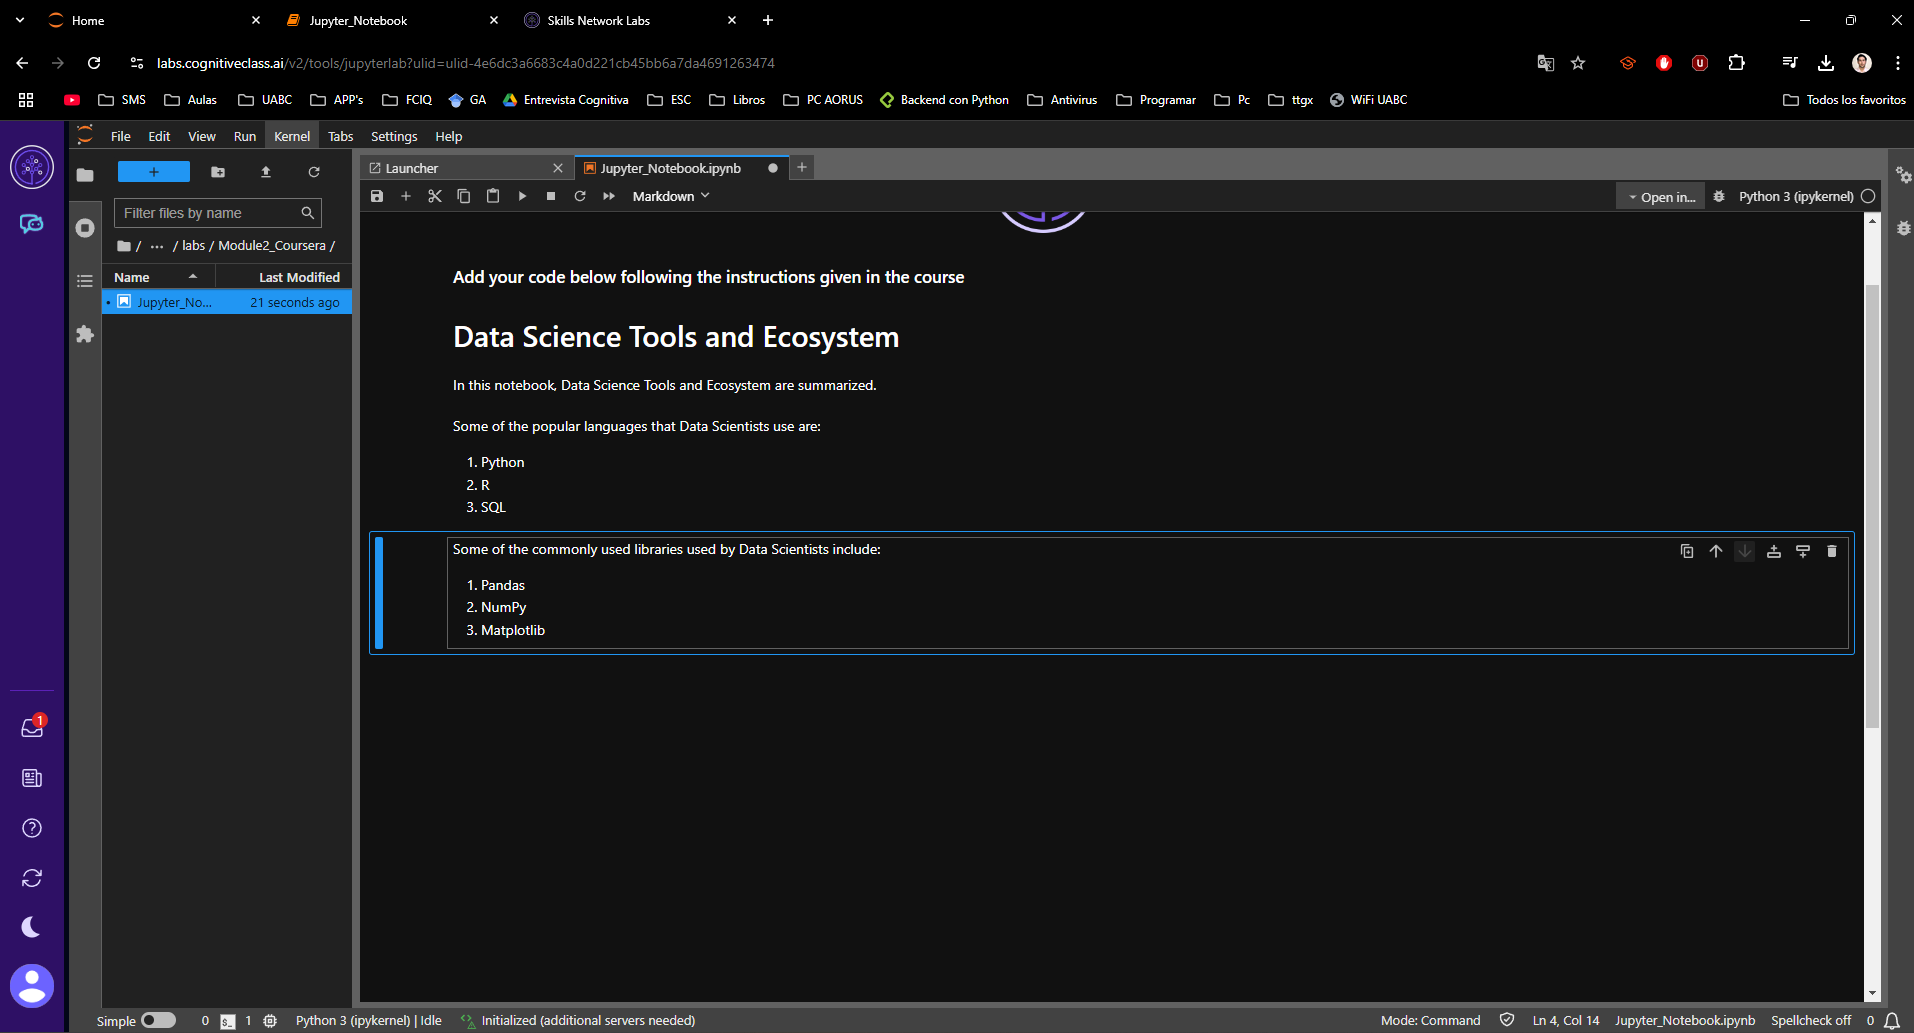 Home
Jupyter_Notebook
Skills Network Labs
labs.cognitiveclass.ai/v2/tools/jupyterlab?ulid=ulid-4e6dc3a6683c4a0d221cb45bb6a7da4691263474
SMS Aulas UABC APP's FCIQ GA Entrevista Cognitiva ESC Libros PC AORUS Backend con Python Antivirus Programar Pc ttgx WiFi UABC Todos los favoritos
File Edit View Run Kernel Tabs Settings Help
Launcher
Jupyter_Notebook.ipynb
Markdown
Open in...
Python 3 (ipykernel)
Filter files by name
/ ... / labs / Module2_Coursera /
Name Last Modified
Jupyter_No... 21 seconds ago
Add your code below following the instructions given in the course
Data Science Tools and Ecosystem
In this notebook, Data Science Tools and Ecosystem are summarized.
Some of the popular languages that Data Scientists use are:
1. Python
2. R
3. SQL
Some of the commonly used libraries used by Data Scientists include:
1. Pandas
2. NumPy
3. Matplotlib
1
Simple 0 $_ 1 Python 3 (ipykernel) | Idle Initialized (additional servers needed) Mode: Command Ln 4, Col 14 Jupyter_Notebook.ipynb Spellcheck off 0